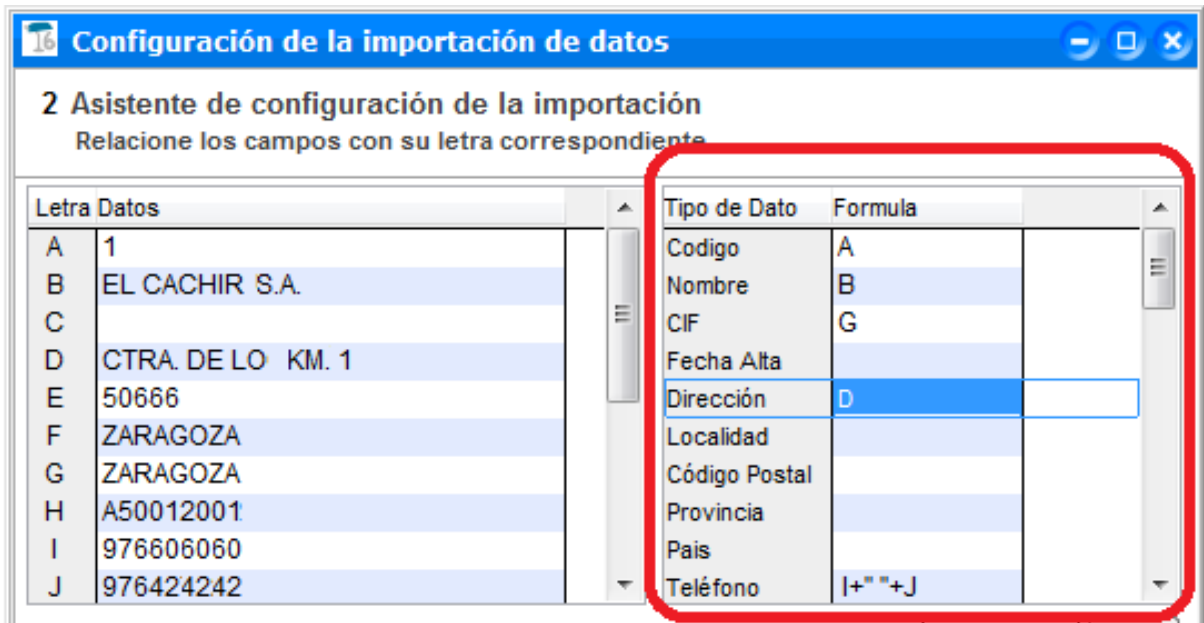 T6 Configuración de la importación de datos
2 Asistente de configuración de la importación
Relacione los campos con su letra correspondiente
Letra Datos
A 1
B EL CACHIR S.A.
C
D CTRA. DE LO KM. 1
E 50666
F ZARAGOZA
G ZARAGOZA
H A50012001
I 976606060
J 976424242
Tipo de Dato Formula
Codigo A
Nombre B
CIF G
Fecha Alta
Dirección D
Localidad
Código Postal
Provincia
Pais
Teléfono I+" "+J